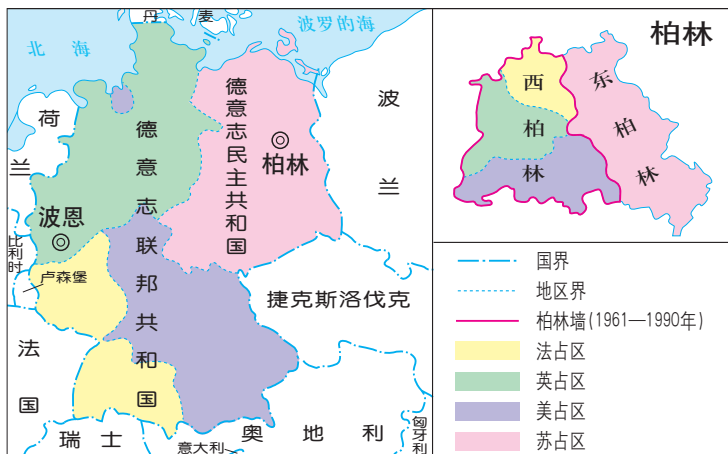 丹麦
北海
波罗的海
荷兰
德意志联邦共和国
德意志民主共和国
柏林
波兰
波恩
比利时
卢森堡
捷克斯洛伐克
法国
瑞士
意大利
奥地利
匈牙利
柏林
西柏林
东柏林
国界
地区界
柏林墙(1961—1990年)
法占区
英占区
美占区
苏占区